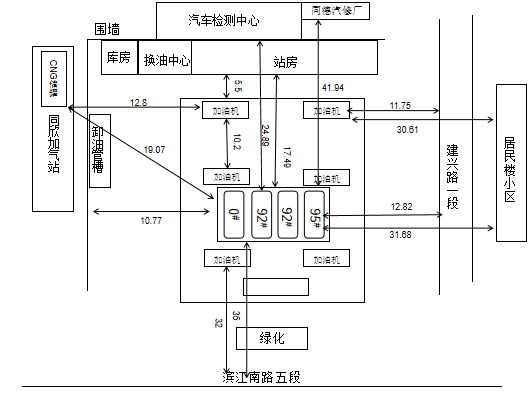 汽车检测中心
同德汽修厂
围墙
库房
换油中心
站房
CNG储罐
5.5
41.94
12.8
加油机
加油机
11.75
30.61
同欣加气站
卸油管槽
19.07
10.2
24.89
17.49
建兴路一段
居民楼小区
加油机
加油机
10.77
0#
92#
92#
95#
12.82
31.68
加油机
加油机
32
35
绿化
滨江南路五段